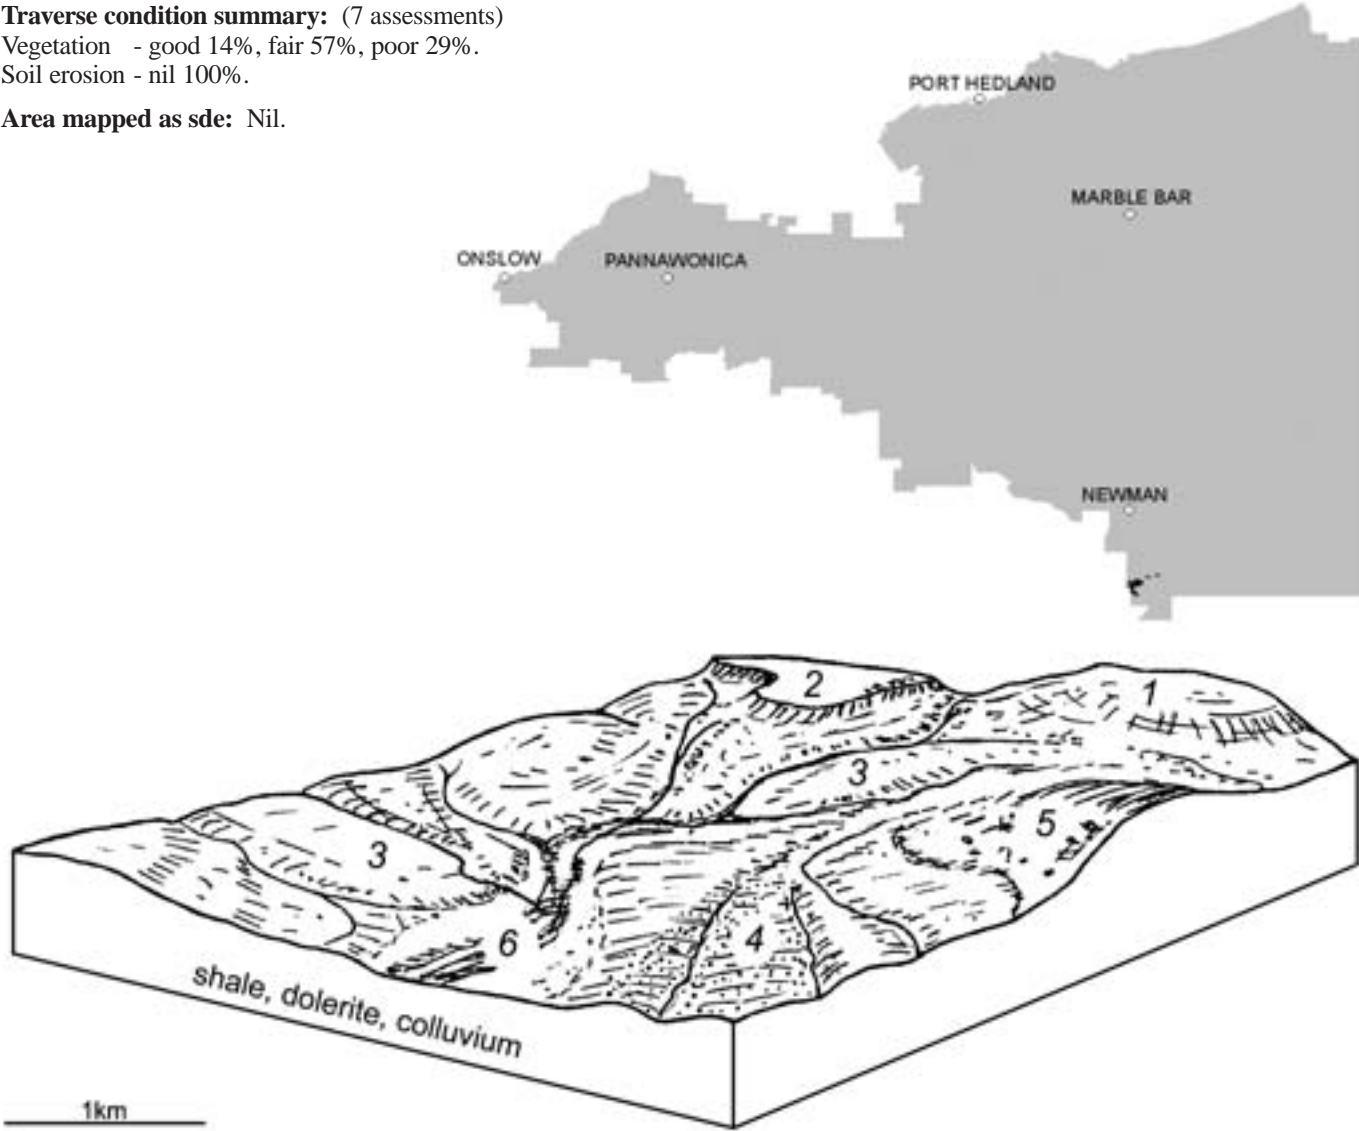 Traverse condition summary: (7 assessments)
Vegetation - good 14%, fair 57%, poor 29%.
Soil erosion - nil 100%.
Area mapped as sde: Nil.
PORT HEDLAND
MARBLE BAR
ONSLOW
PANNAWONICA
NEWMAN
2
1
3
5
3
4
6
shale, dolerite, colluvium
1km